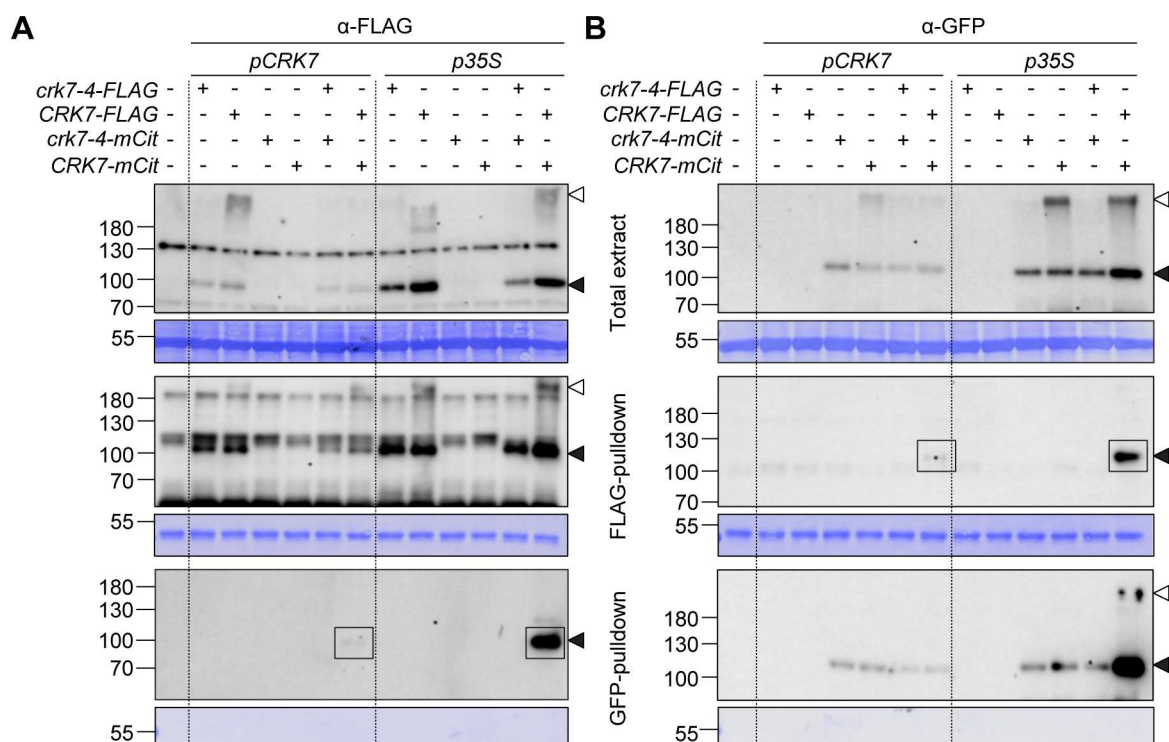 A
α-FLAG
pCRK7 p35S
crk7-4-FLAG - + - - - + - + - - - + -
CRK7-FLAG - - + - - - + - + - - - +
crk7-4-mCit - - - + - + - - - + - + -
CRK7-mCit - - - - + - + - - - + - +
180
130
100
70
55
180
130
100
70
55
180
130
100
70
55
B
α-GFP
pCRK7 p35S
crk7-4-FLAG - + - - - + - + - - - + -
CRK7-FLAG - - + - - - + - + - - - +
crk7-4-mCit - - - + - + - - - + - + -
CRK7-mCit - - - - + - + - - - + - +
Total extract
180
130
100
70
55
FLAG-pulldown
180
130
100
70
55
GFP-pulldown
180
130
100
55